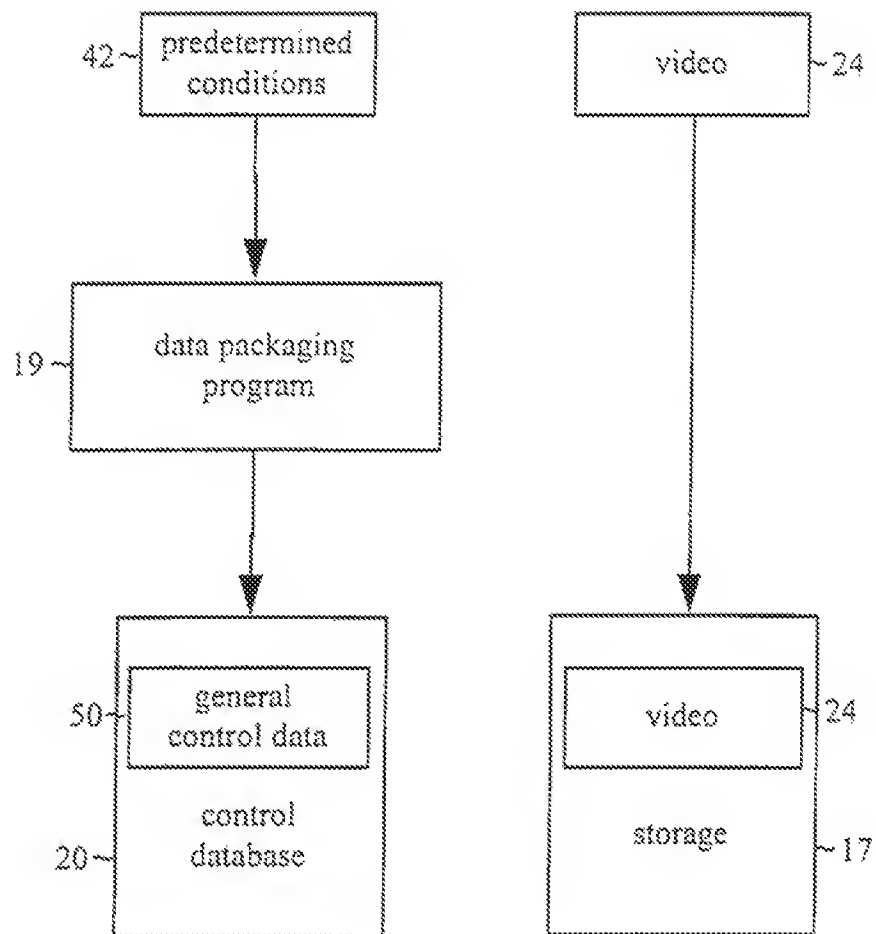 predetermined
conditions
42
video
24
data packaging
program
19
general
control data
50
control
database
20
video
24
storage
17